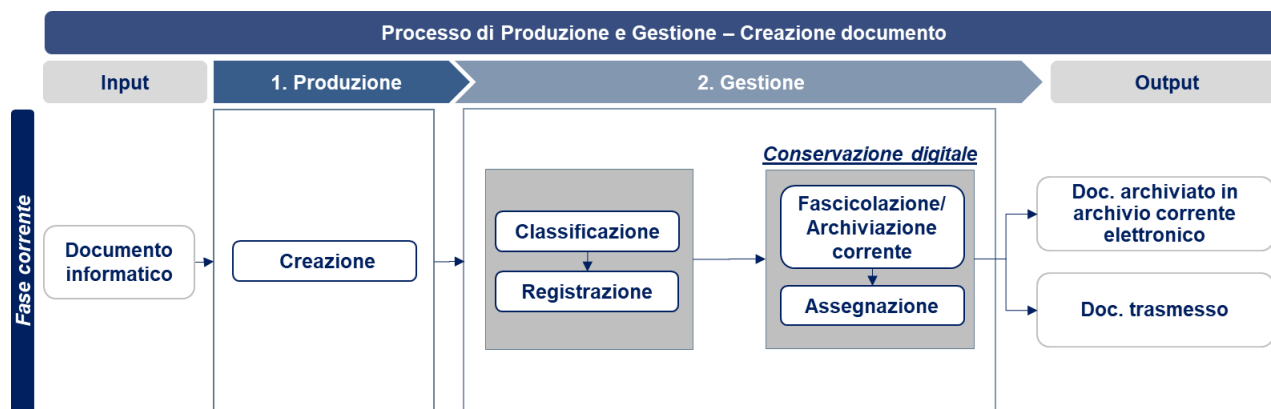 Processo di Produzione e Gestione – Creazione documento
Input
1. Produzione
2. Gestione
Output
Fase corrente
Documento
informatico
Creazione
Classificazione
Registrazione
Conservazione digitale
Fascicolazione/
Archiviazione
corrente
Assegnazione
Doc. archiviato in
archivio corrente
elettronico
Doc. trasmesso